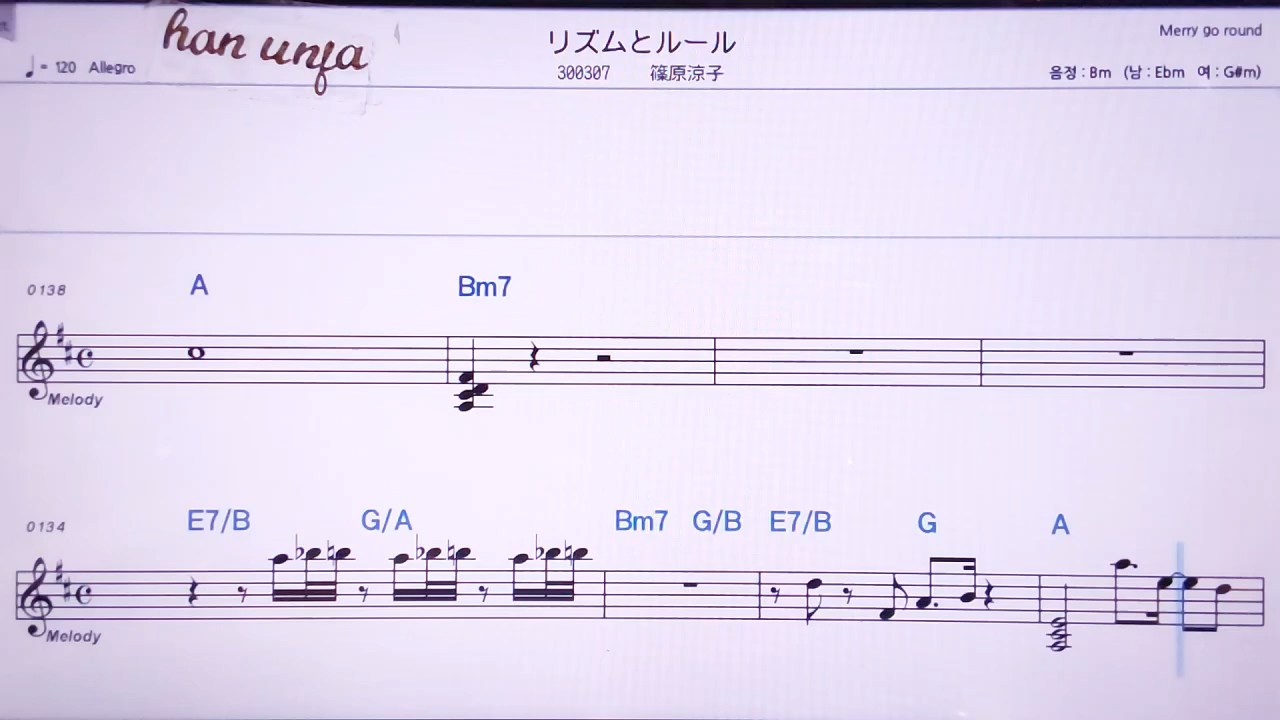 han unfa
リズムとルール
Merry go round
♩= 120 Allegro
300307 篠原涼子
음정 : Bm (남 : Ebm 여 : G#m)
0138 A Bm7
Melody
0134 E7/B G/A Bm7 G/B E7/B G A
Melody